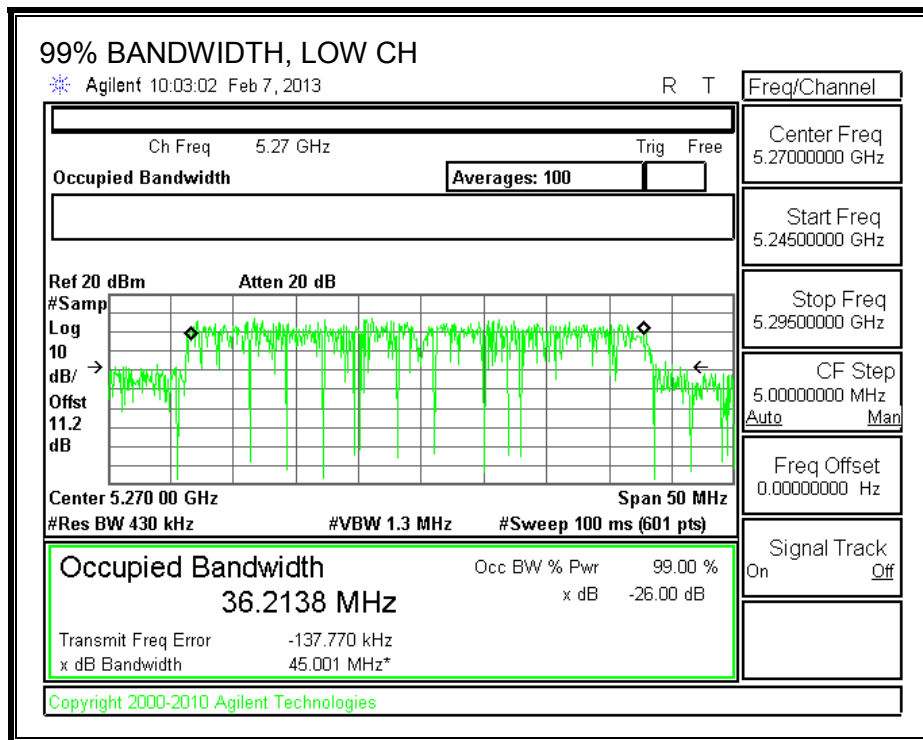 99% BANDWIDTH, LOW CH
Agilent 10:03:02 Feb 7, 2013 R T
Freq/Channel
Ch Freq 5.27 GHz Trig Free
Occupied Bandwidth Averages: 100
Center Freq
5.27000000 GHz
Start Freq
5.24500000 GHz
Stop Freq
5.29500000 GHz
CF Step
5.00000000 MHz
Auto Man
Freq Offset
0.00000000 Hz
Signal Track
On Off
Ref 20 dBm Atten 20 dB
#Samp
Log
10
dB/
Offst
11.2
dB
Center 5.270 00 GHz Span 50 MHz
#Res BW 430 kHz #VBW 1.3 MHz #Sweep 100 ms (601 pts)
Occupied Bandwidth
36.2138 MHz
Occ BW % Pwr 99.00 %
x dB -26.00 dB
Transmit Freq Error -137.770 kHz
x dB Bandwidth 45.001 MHz*
Copyright 2000-2010 Agilent Technologies